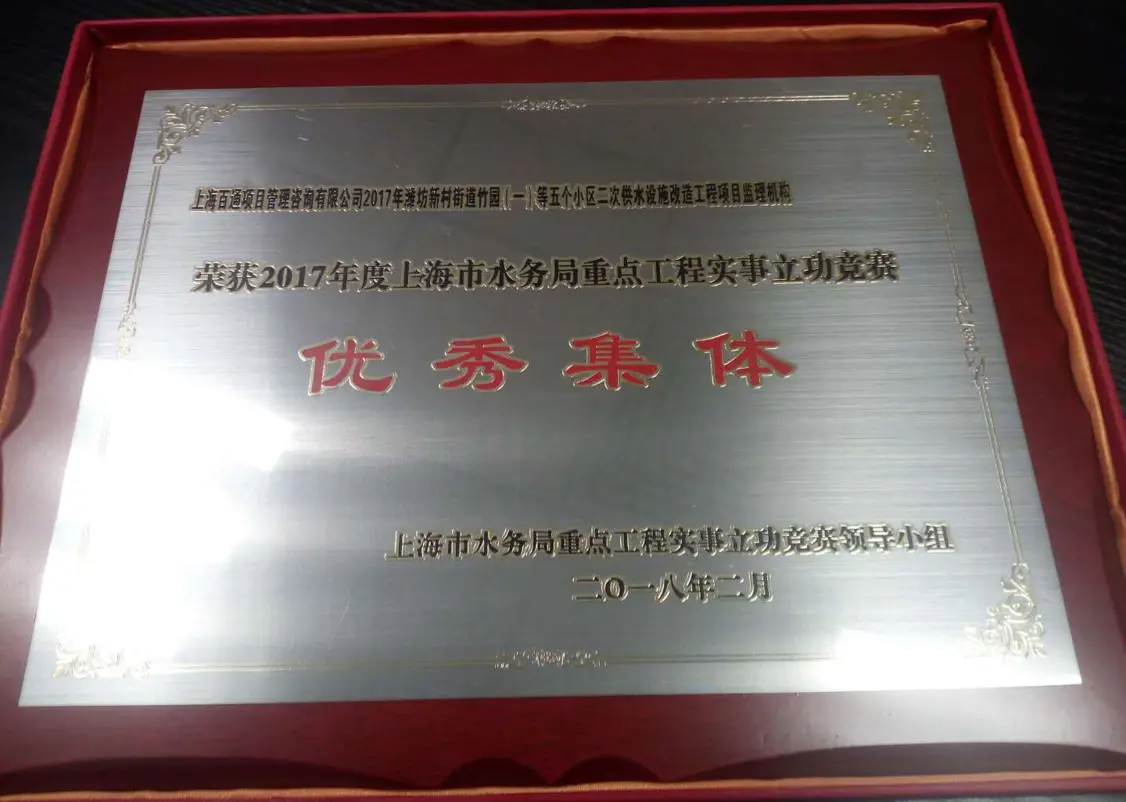 上海百通项目管理咨询有限公司2017年潍坊新村街道竹园(一)等五个小区二次供水设施改造工程项目监理机构
荣获2017年度上海市水务局重点工程实事立功竞赛
优秀集体
上海市水务局重点工程实事立功竞赛领导小组
二O一八年二月